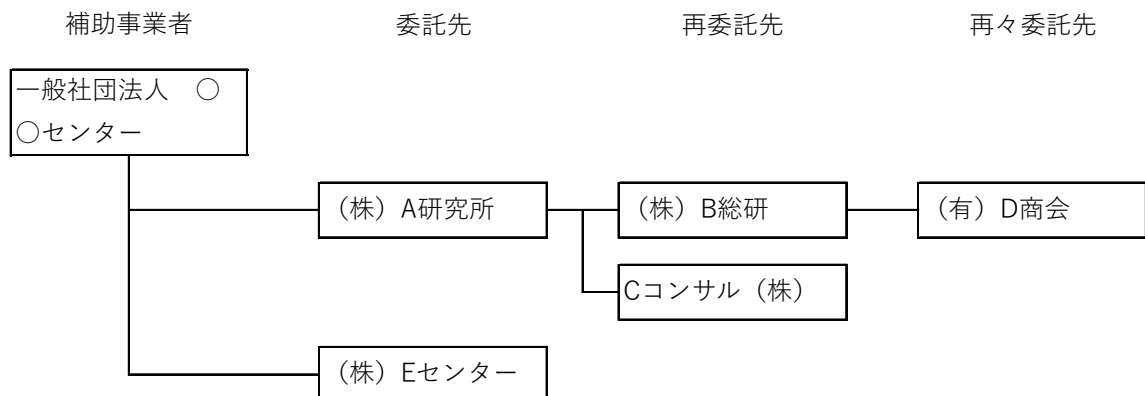 補助事業者 委託先 再委託先 再々委託先
一般社団法人　○
○センター
（株）A研究所 （株）B総研 （有）D商会
Cコンサル（株）
（株）Eセンター